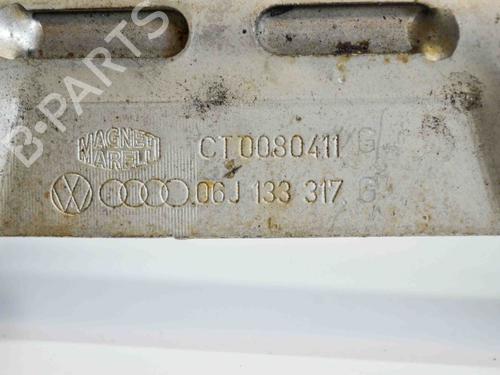 B-PARTS
MAGNETI MARELLI CT0080411 G
06J 133 317 G